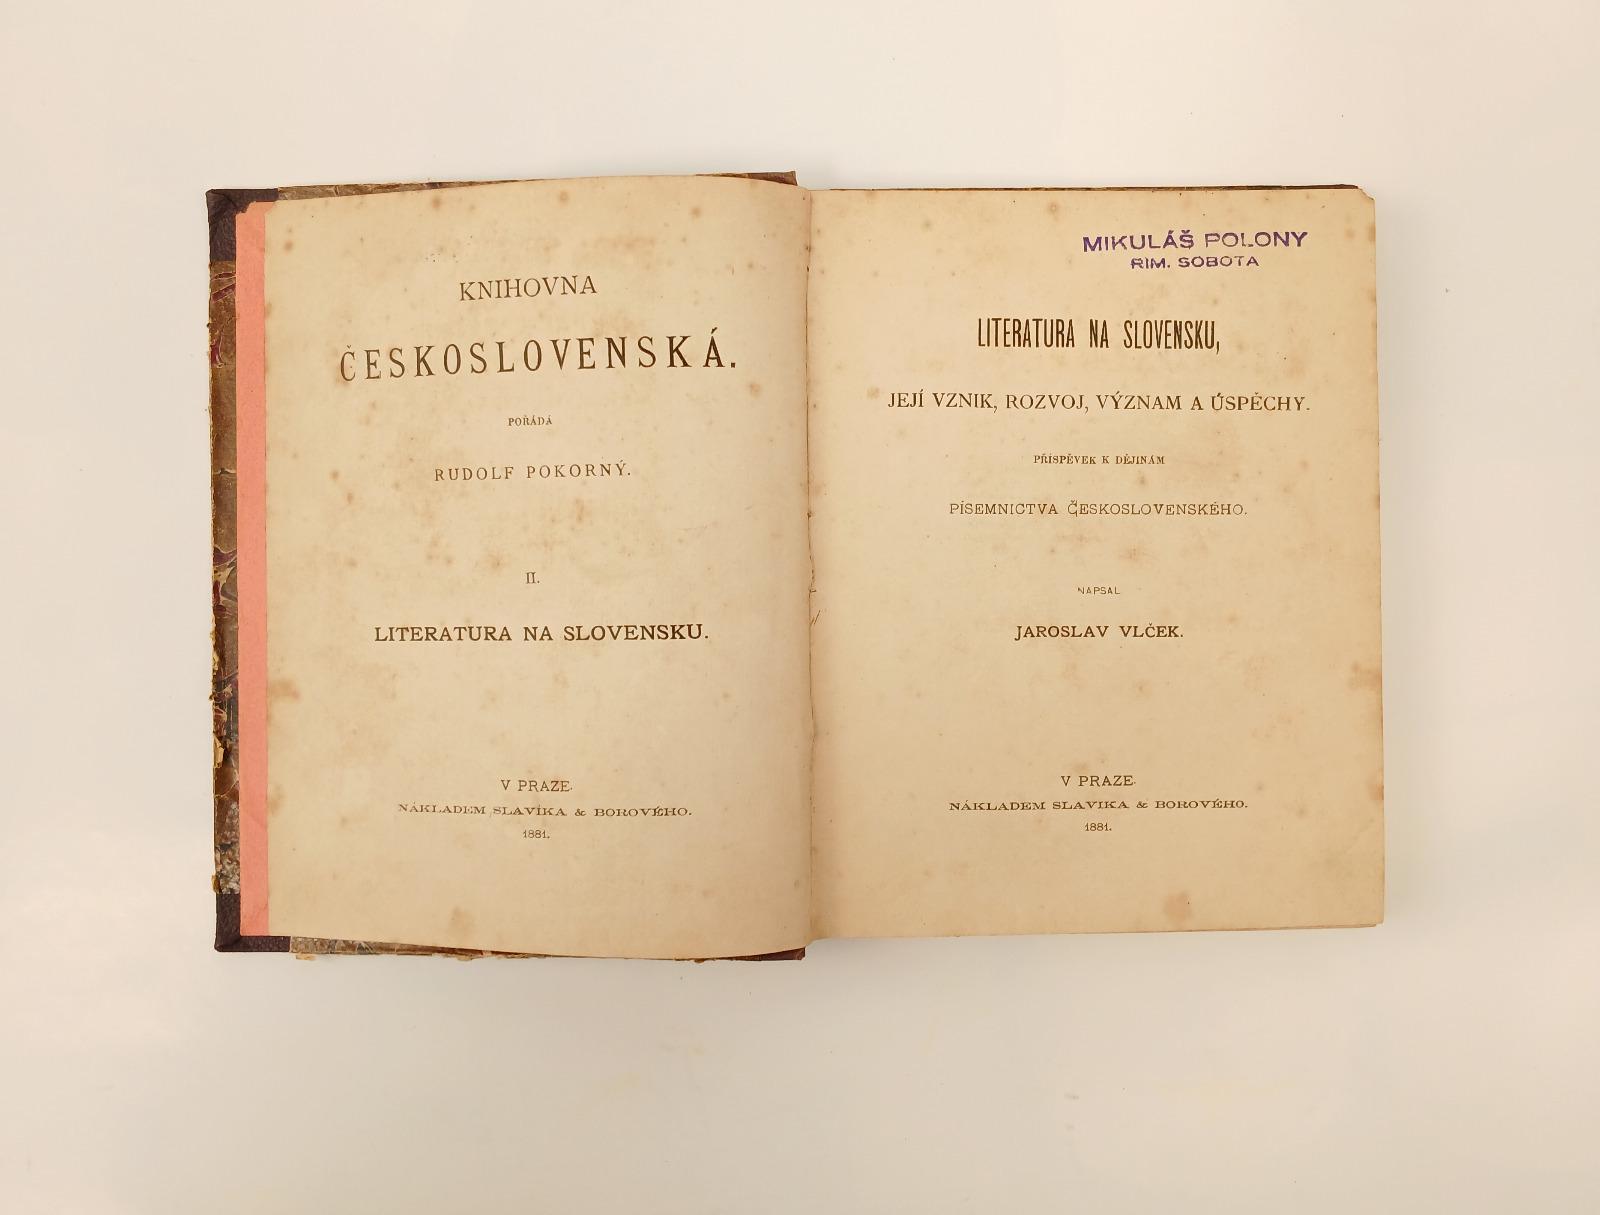 KNIHOVNA
ČESKOSLOVENSKÁ.
POŘÁDÁ
RUDOLF POKORNÝ.
II.
LITERATURA NA SLOVENSKU.
V PRAZE.
NÁKLADEM SLAVÍKA & BOROVÉHO.
1881.
MIKULÁŠ POLONY
RIM. SOBOTA
LITERATURA NA SLOVENSKU,
JEJÍ VZNIK, ROZVOJ, VÝZNAM A ÚSPĚCHY.
PŘÍSPĚVEK K DĚJINÁM
PÍSEMNICTVA ČESKOSLOVENSKÉHO.
NAPSAL
JAROSLAV VLČEK.
V PRAZE.
NÁKLADEM SLAVÍKA & BOROVÉHO.
1881.